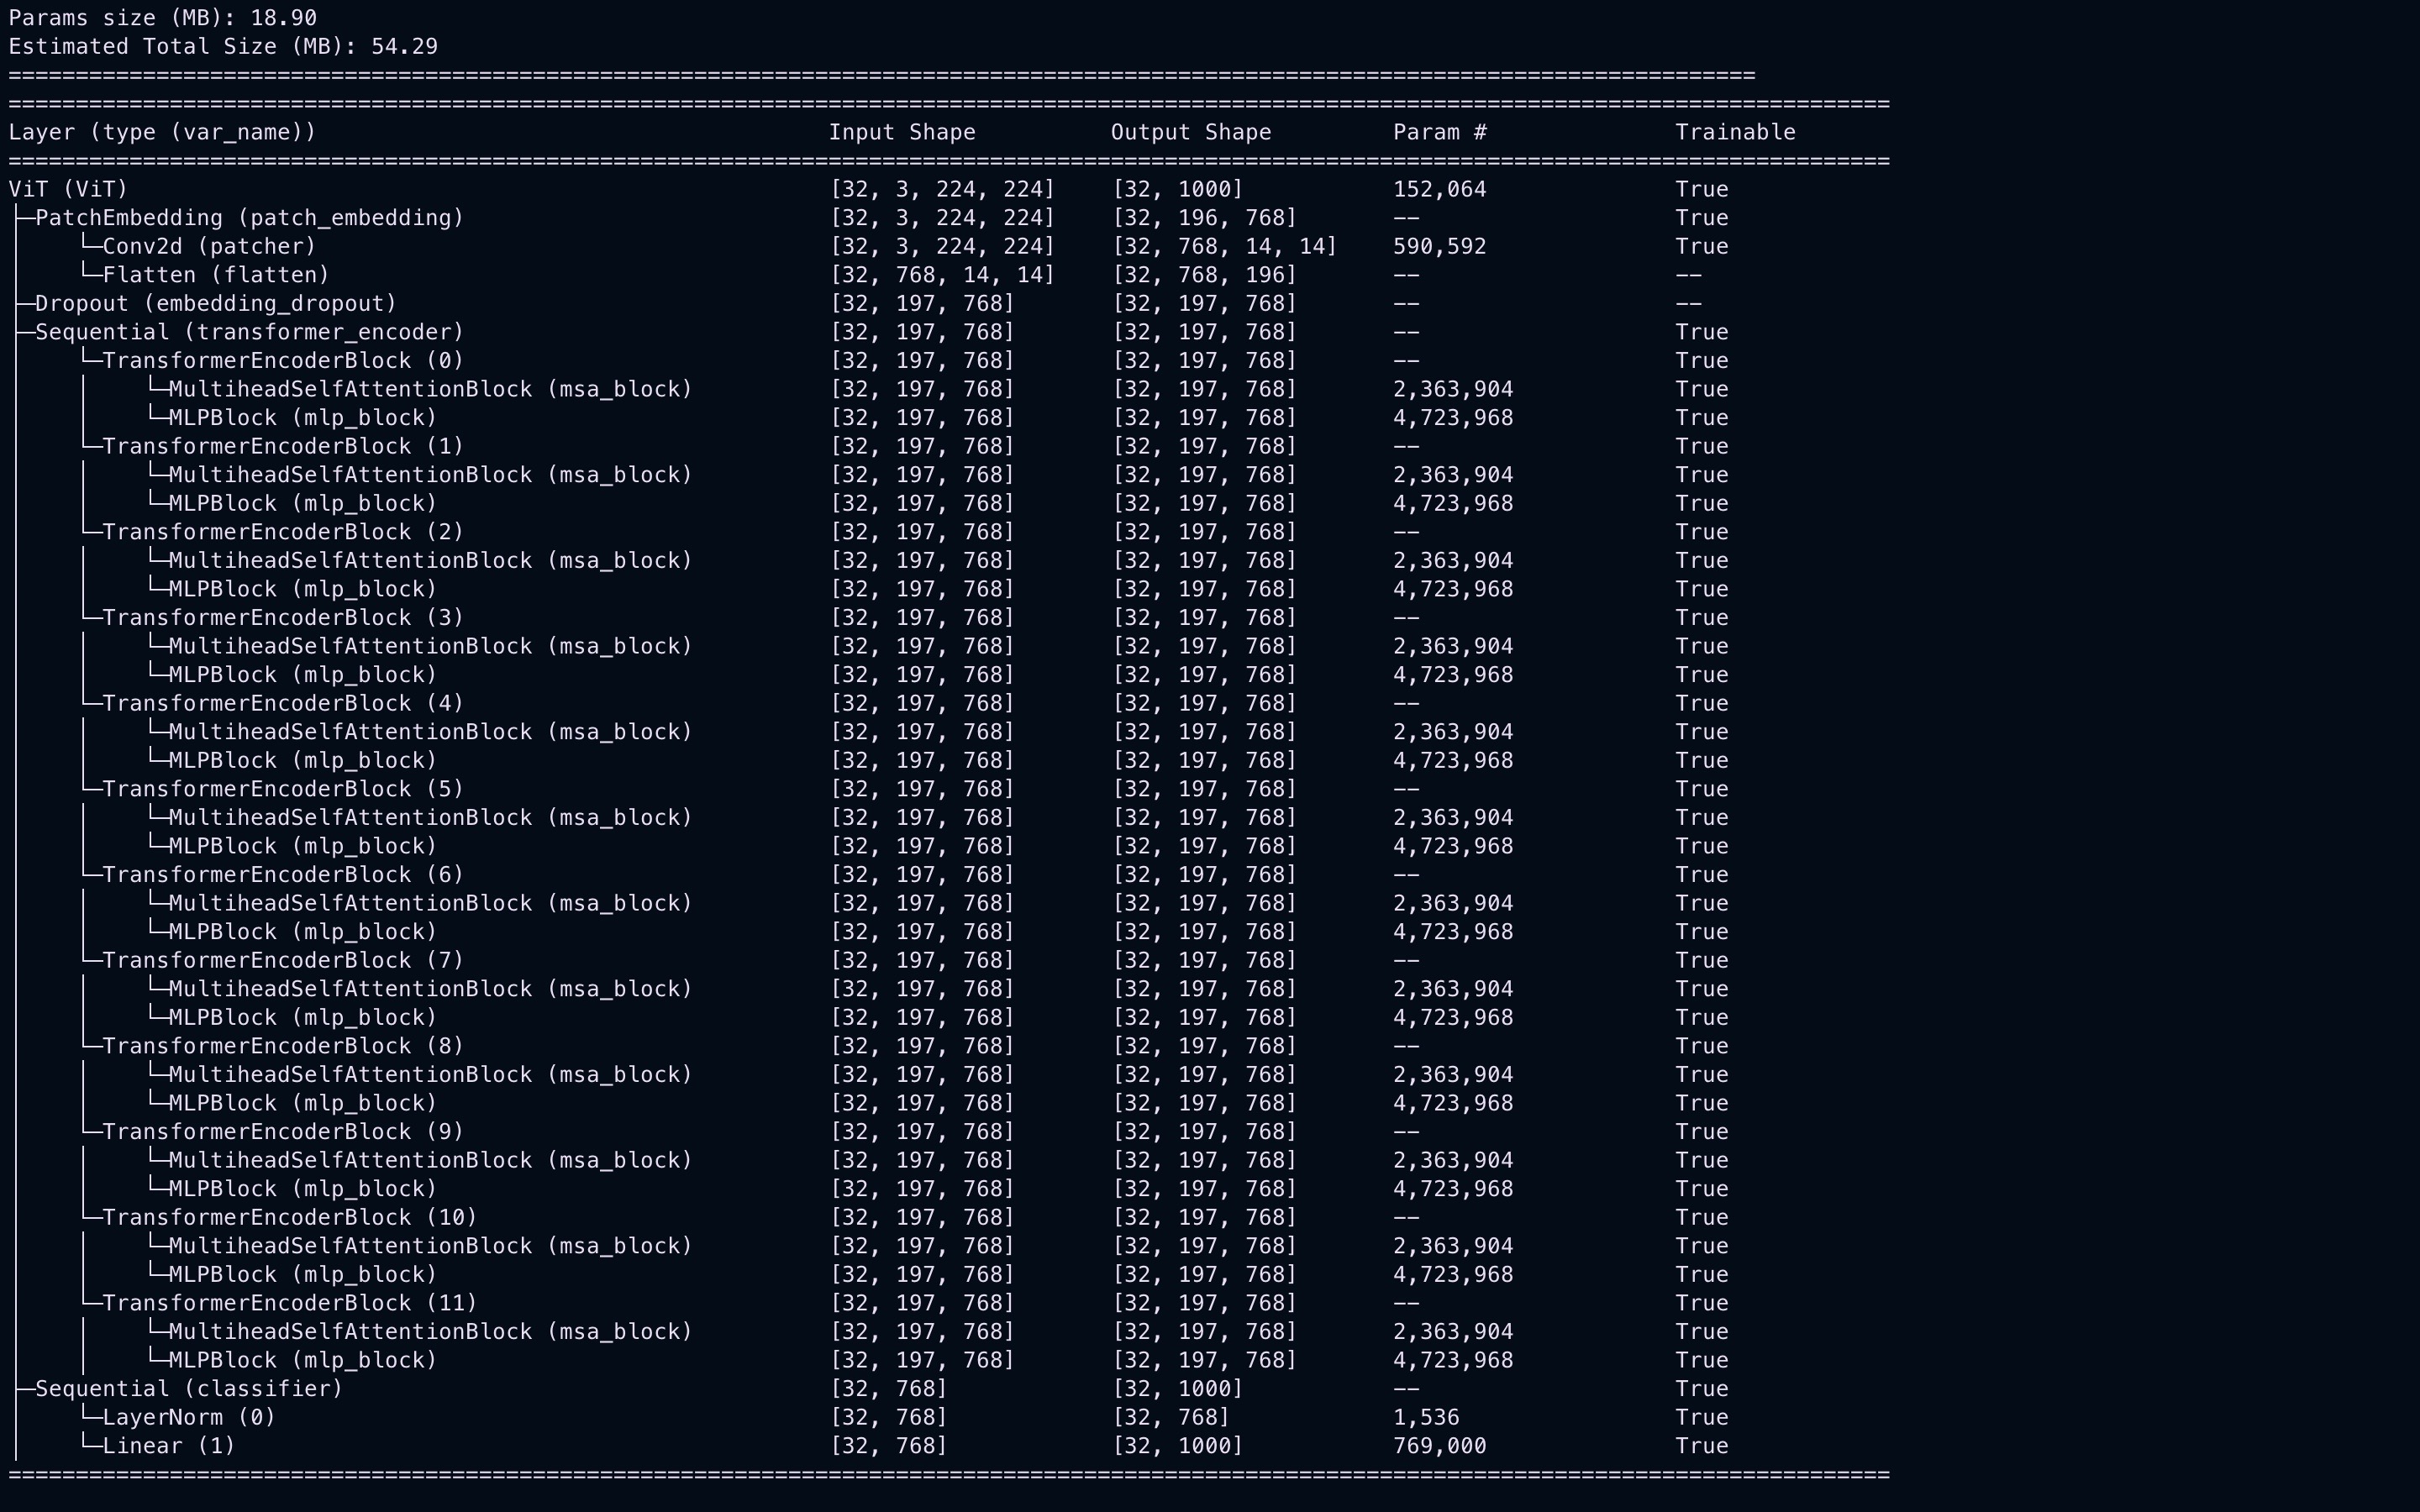 Params size (MB): 18.90
Estimated Total Size (MB): 54.29
==================================================================================================================================
============================================================================================================================================
Layer (type (var_name))                                      Input Shape          Output Shape         Param #              Trainable
============================================================================================================================================
ViT (ViT)                                                    [32, 3, 224, 224]    [32, 1000]           152,064              True
├─PatchEmbedding (patch_embedding)                           [32, 3, 224, 224]    [32, 196, 768]       --                   True
│    └─Conv2d (patcher)                                      [32, 3, 224, 224]    [32, 768, 14, 14]    590,592              True
│    └─Flatten (flatten)                                     [32, 768, 14, 14]    [32, 768, 196]       --                   --
├─Dropout (embedding_dropout)                                [32, 197, 768]       [32, 197, 768]       --                   --
├─Sequential (transformer_encoder)                           [32, 197, 768]       [32, 197, 768]       --                   True
│    └─TransformerEncoderBlock (0)                           [32, 197, 768]       [32, 197, 768]       --                   True
│    │    └─MultiheadSelfAttentionBlock (msa_block)          [32, 197, 768]       [32, 197, 768]       2,363,904            True
│    │    └─MLPBlock (mlp_block)                             [32, 197, 768]       [32, 197, 768]       4,723,968            True
│    └─TransformerEncoderBlock (1)                           [32, 197, 768]       [32, 197, 768]       --                   True
│    │    └─MultiheadSelfAttentionBlock (msa_block)          [32, 197, 768]       [32, 197, 768]       2,363,904            True
│    │    └─MLPBlock (mlp_block)                             [32, 197, 768]       [32, 197, 768]       4,723,968            True
│    └─TransformerEncoderBlock (2)                           [32, 197, 768]       [32, 197, 768]       --                   True
│    │    └─MultiheadSelfAttentionBlock (msa_block)          [32, 197, 768]       [32, 197, 768]       2,363,904            True
│    │    └─MLPBlock (mlp_block)                             [32, 197, 768]       [32, 197, 768]       4,723,968            True
│    └─TransformerEncoderBlock (3)                           [32, 197, 768]       [32, 197, 768]       --                   True
│    │    └─MultiheadSelfAttentionBlock (msa_block)          [32, 197, 768]       [32, 197, 768]       2,363,904            True
│    │    └─MLPBlock (mlp_block)                             [32, 197, 768]       [32, 197, 768]       4,723,968            True
│    └─TransformerEncoderBlock (4)                           [32, 197, 768]       [32, 197, 768]       --                   True
│    │    └─MultiheadSelfAttentionBlock (msa_block)          [32, 197, 768]       [32, 197, 768]       2,363,904            True
│    │    └─MLPBlock (mlp_block)                             [32, 197, 768]       [32, 197, 768]       4,723,968            True
│    └─TransformerEncoderBlock (5)                           [32, 197, 768]       [32, 197, 768]       --                   True
│    │    └─MultiheadSelfAttentionBlock (msa_block)          [32, 197, 768]       [32, 197, 768]       2,363,904            True
│    │    └─MLPBlock (mlp_block)                             [32, 197, 768]       [32, 197, 768]       4,723,968            True
│    └─TransformerEncoderBlock (6)                           [32, 197, 768]       [32, 197, 768]       --                   True
│    │    └─MultiheadSelfAttentionBlock (msa_block)          [32, 197, 768]       [32, 197, 768]       2,363,904            True
│    │    └─MLPBlock (mlp_block)                             [32, 197, 768]       [32, 197, 768]       4,723,968            True
│    └─TransformerEncoderBlock (7)                           [32, 197, 768]       [32, 197, 768]       --                   True
│    │    └─MultiheadSelfAttentionBlock (msa_block)          [32, 197, 768]       [32, 197, 768]       2,363,904            True
│    │    └─MLPBlock (mlp_block)                             [32, 197, 768]       [32, 197, 768]       4,723,968            True
│    └─TransformerEncoderBlock (8)                           [32, 197, 768]       [32, 197, 768]       --                   True
│    │    └─MultiheadSelfAttentionBlock (msa_block)          [32, 197, 768]       [32, 197, 768]       2,363,904            True
│    │    └─MLPBlock (mlp_block)                             [32, 197, 768]       [32, 197, 768]       4,723,968            True
│    └─TransformerEncoderBlock (9)                           [32, 197, 768]       [32, 197, 768]       --                   True
│    │    └─MultiheadSelfAttentionBlock (msa_block)          [32, 197, 768]       [32, 197, 768]       2,363,904            True
│    │    └─MLPBlock (mlp_block)                             [32, 197, 768]       [32, 197, 768]       4,723,968            True
│    └─TransformerEncoderBlock (10)                          [32, 197, 768]       [32, 197, 768]       --                   True
│    │    └─MultiheadSelfAttentionBlock (msa_block)          [32, 197, 768]       [32, 197, 768]       2,363,904            True
│    │    └─MLPBlock (mlp_block)                             [32, 197, 768]       [32, 197, 768]       4,723,968            True
│    └─TransformerEncoderBlock (11)                          [32, 197, 768]       [32, 197, 768]       --                   True
│    │    └─MultiheadSelfAttentionBlock (msa_block)          [32, 197, 768]       [32, 197, 768]       2,363,904            True
│    │    └─MLPBlock (mlp_block)                             [32, 197, 768]       [32, 197, 768]       4,723,968            True
├─Sequential (classifier)                                    [32, 768]            [32, 1000]           --                   True
│    └─LayerNorm (0)                                         [32, 768]            [32, 768]            1,536                True
│    └─Linear (1)                                            [32, 768]            [32, 1000]           769,000              True
============================================================================================================================================